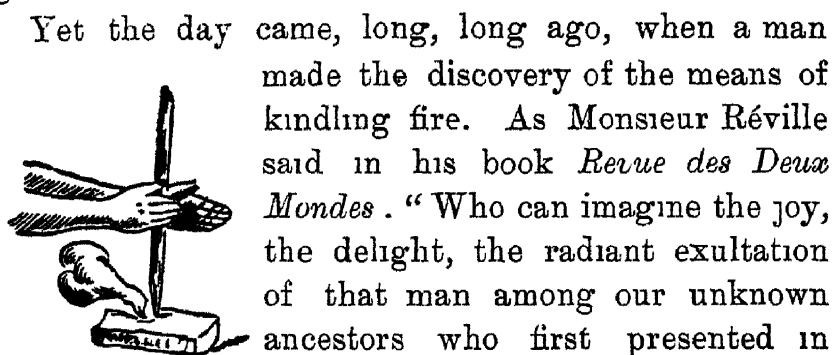 Yet the day came, long, long ago, when a man
made the discovery of the means of
kindling fire. As Monsieur Réville
said in his book Revue des Deux
Mondes. “Who can imagine the joy,
the delight, the radiant exultation
of that man among our unknown
ancestors who first presented in